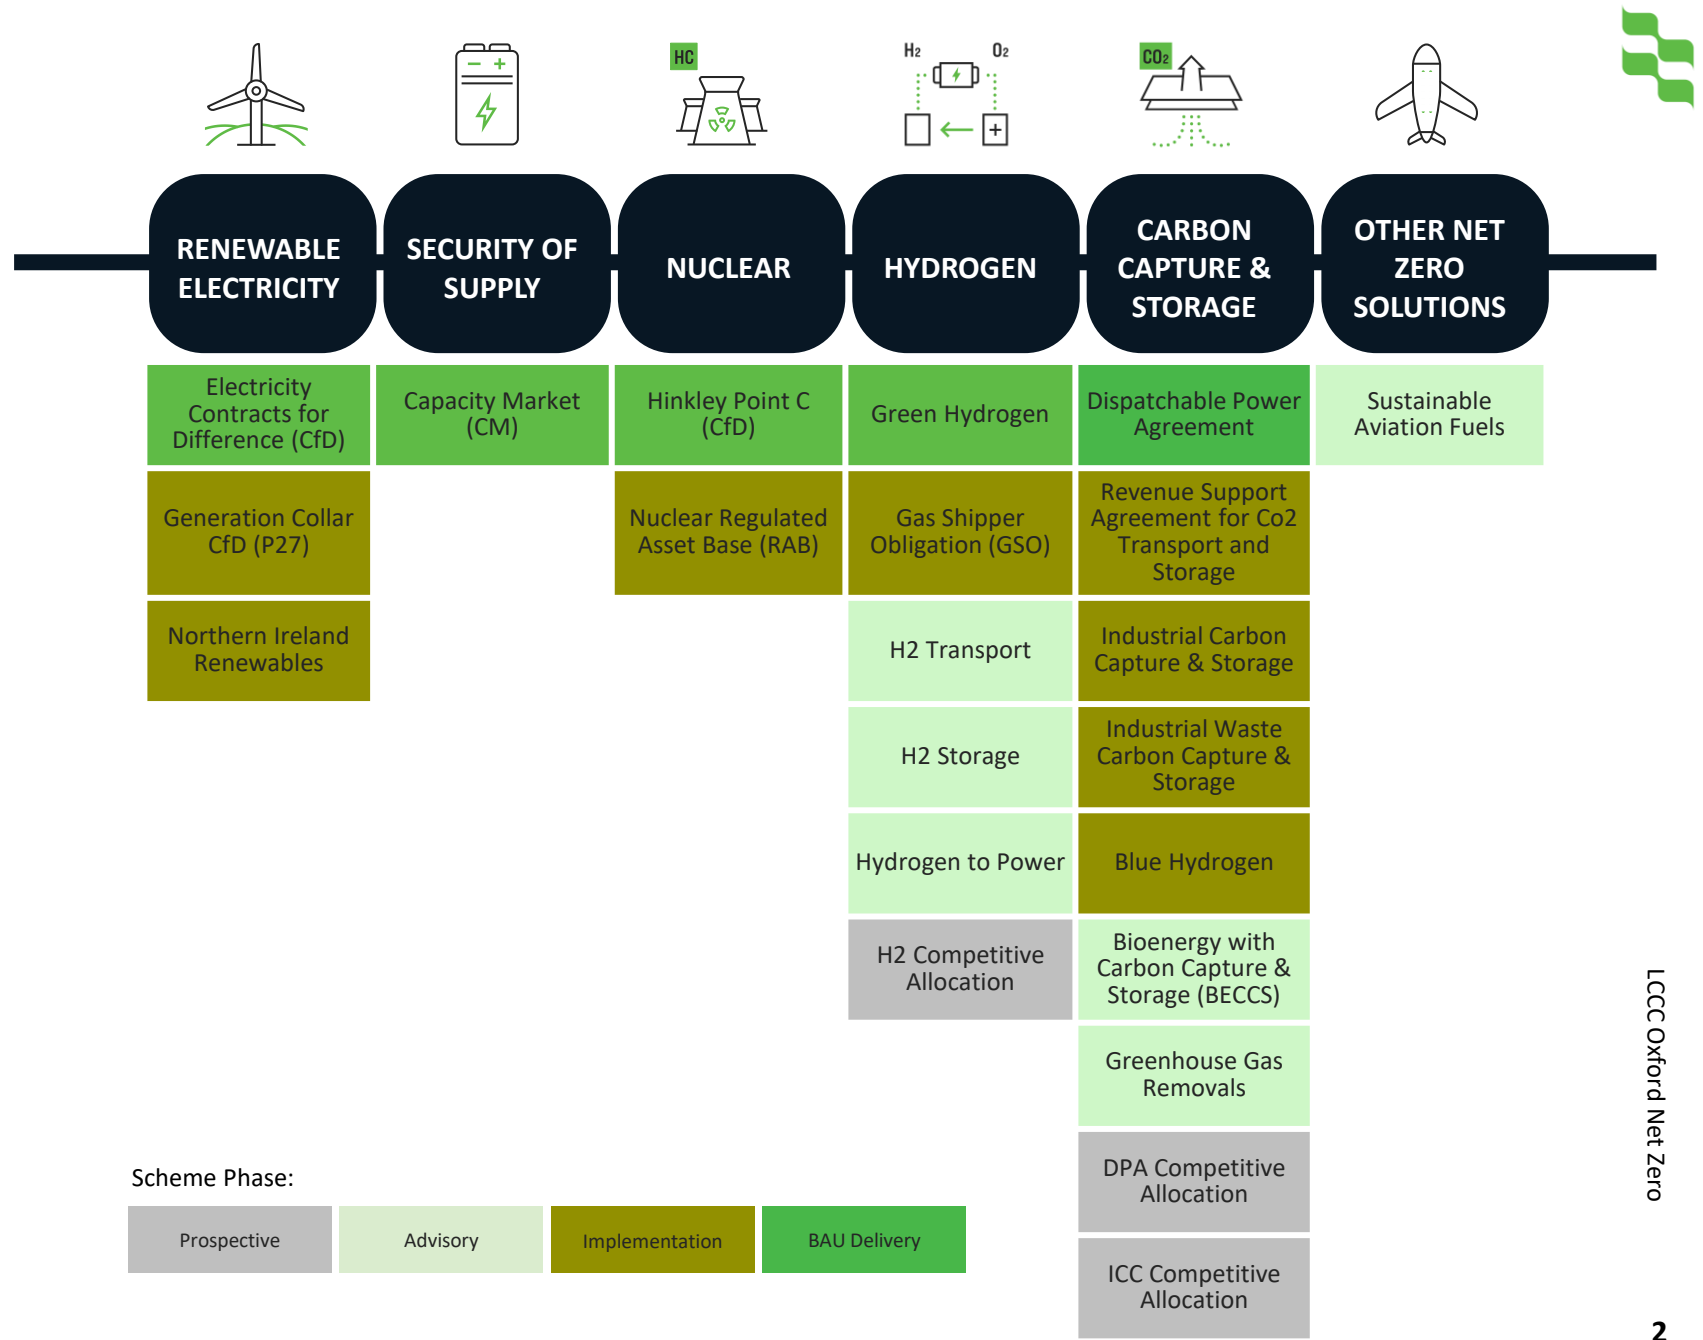 HC
H2
O2
CO2
RENEWABLE
ELECTRICITY
SECURITY OF
SUPPLY
NUCLEAR
HYDROGEN
CARBON
CAPTURE &
STORAGE
OTHER NET
ZERO
SOLUTIONS
Electricity
Contracts for
Difference (CfD)
Capacity Market
(CM)
Hinkley Point C
(CfD)
Green Hydrogen
Dispatchable Power
Agreement
Sustainable
Aviation Fuels
Generation Collar
CfD (P27)
Nuclear Regulated
Asset Base (RAB)
Gas Shipper
Obligation (GSO)
Revenue Support
Agreement for Co2
Transport and
Storage
Northern Ireland
Renewables
H2 Transport
Industrial Carbon
Capture & Storage
H2 Storage
Industrial Waste
Carbon Capture &
Storage
Hydrogen to Power
Blue Hydrogen
H2 Competitive
Allocation
Bioenergy with
Carbon Capture &
Storage (BECCS)
Greenhouse Gas
Removals
DPA Competitive
Allocation
ICC Competitive
Allocation
Scheme Phase:
Prospective
Advisory
Implementation
BAU Delivery
LCCC Oxford Net Zero
2